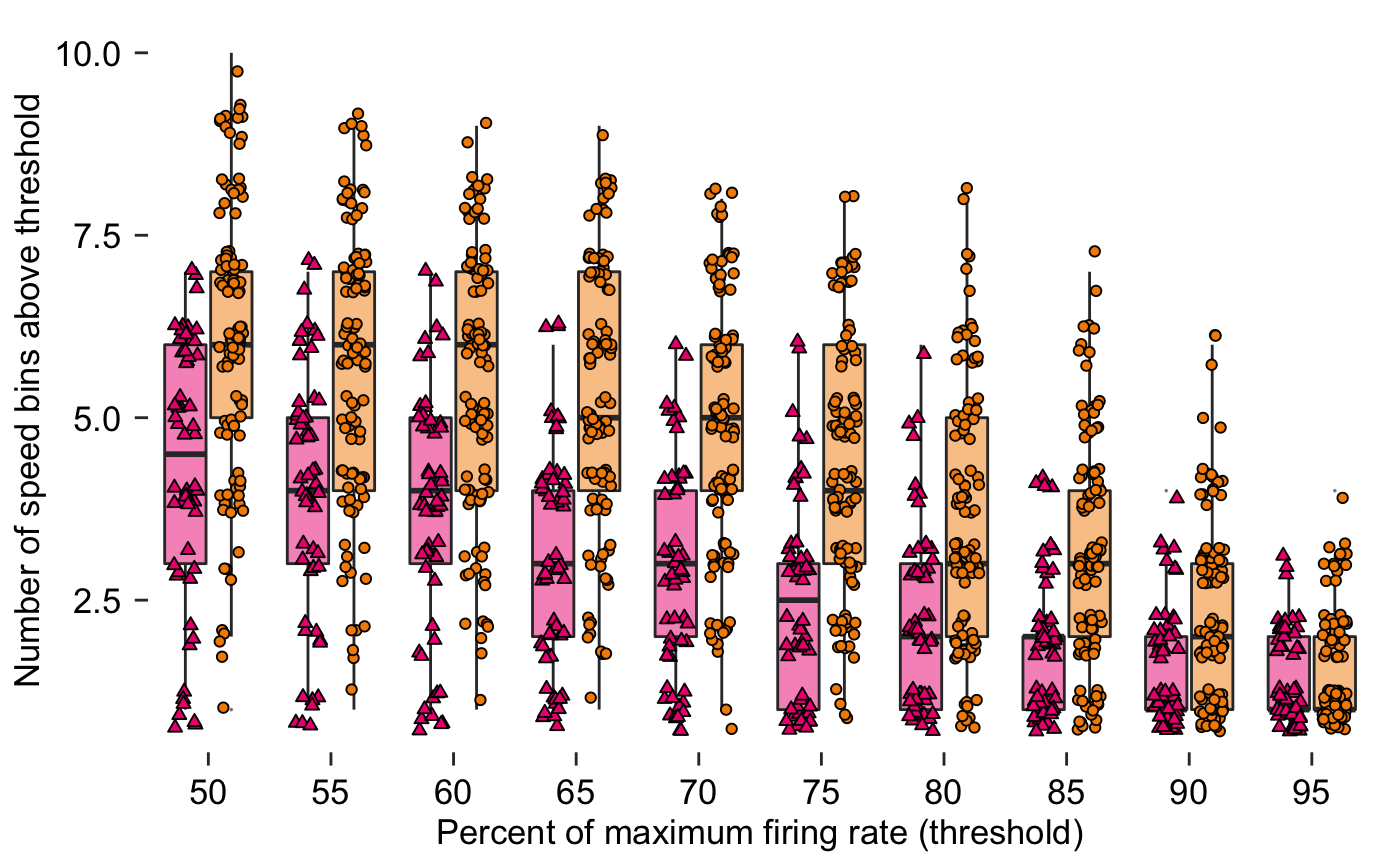 Number of speed bins above threshold
10.0
7.5
5.0
2.5
50 55 60 65 70 75 80 85 90 95
Percent of maximum firing rate (threshold)